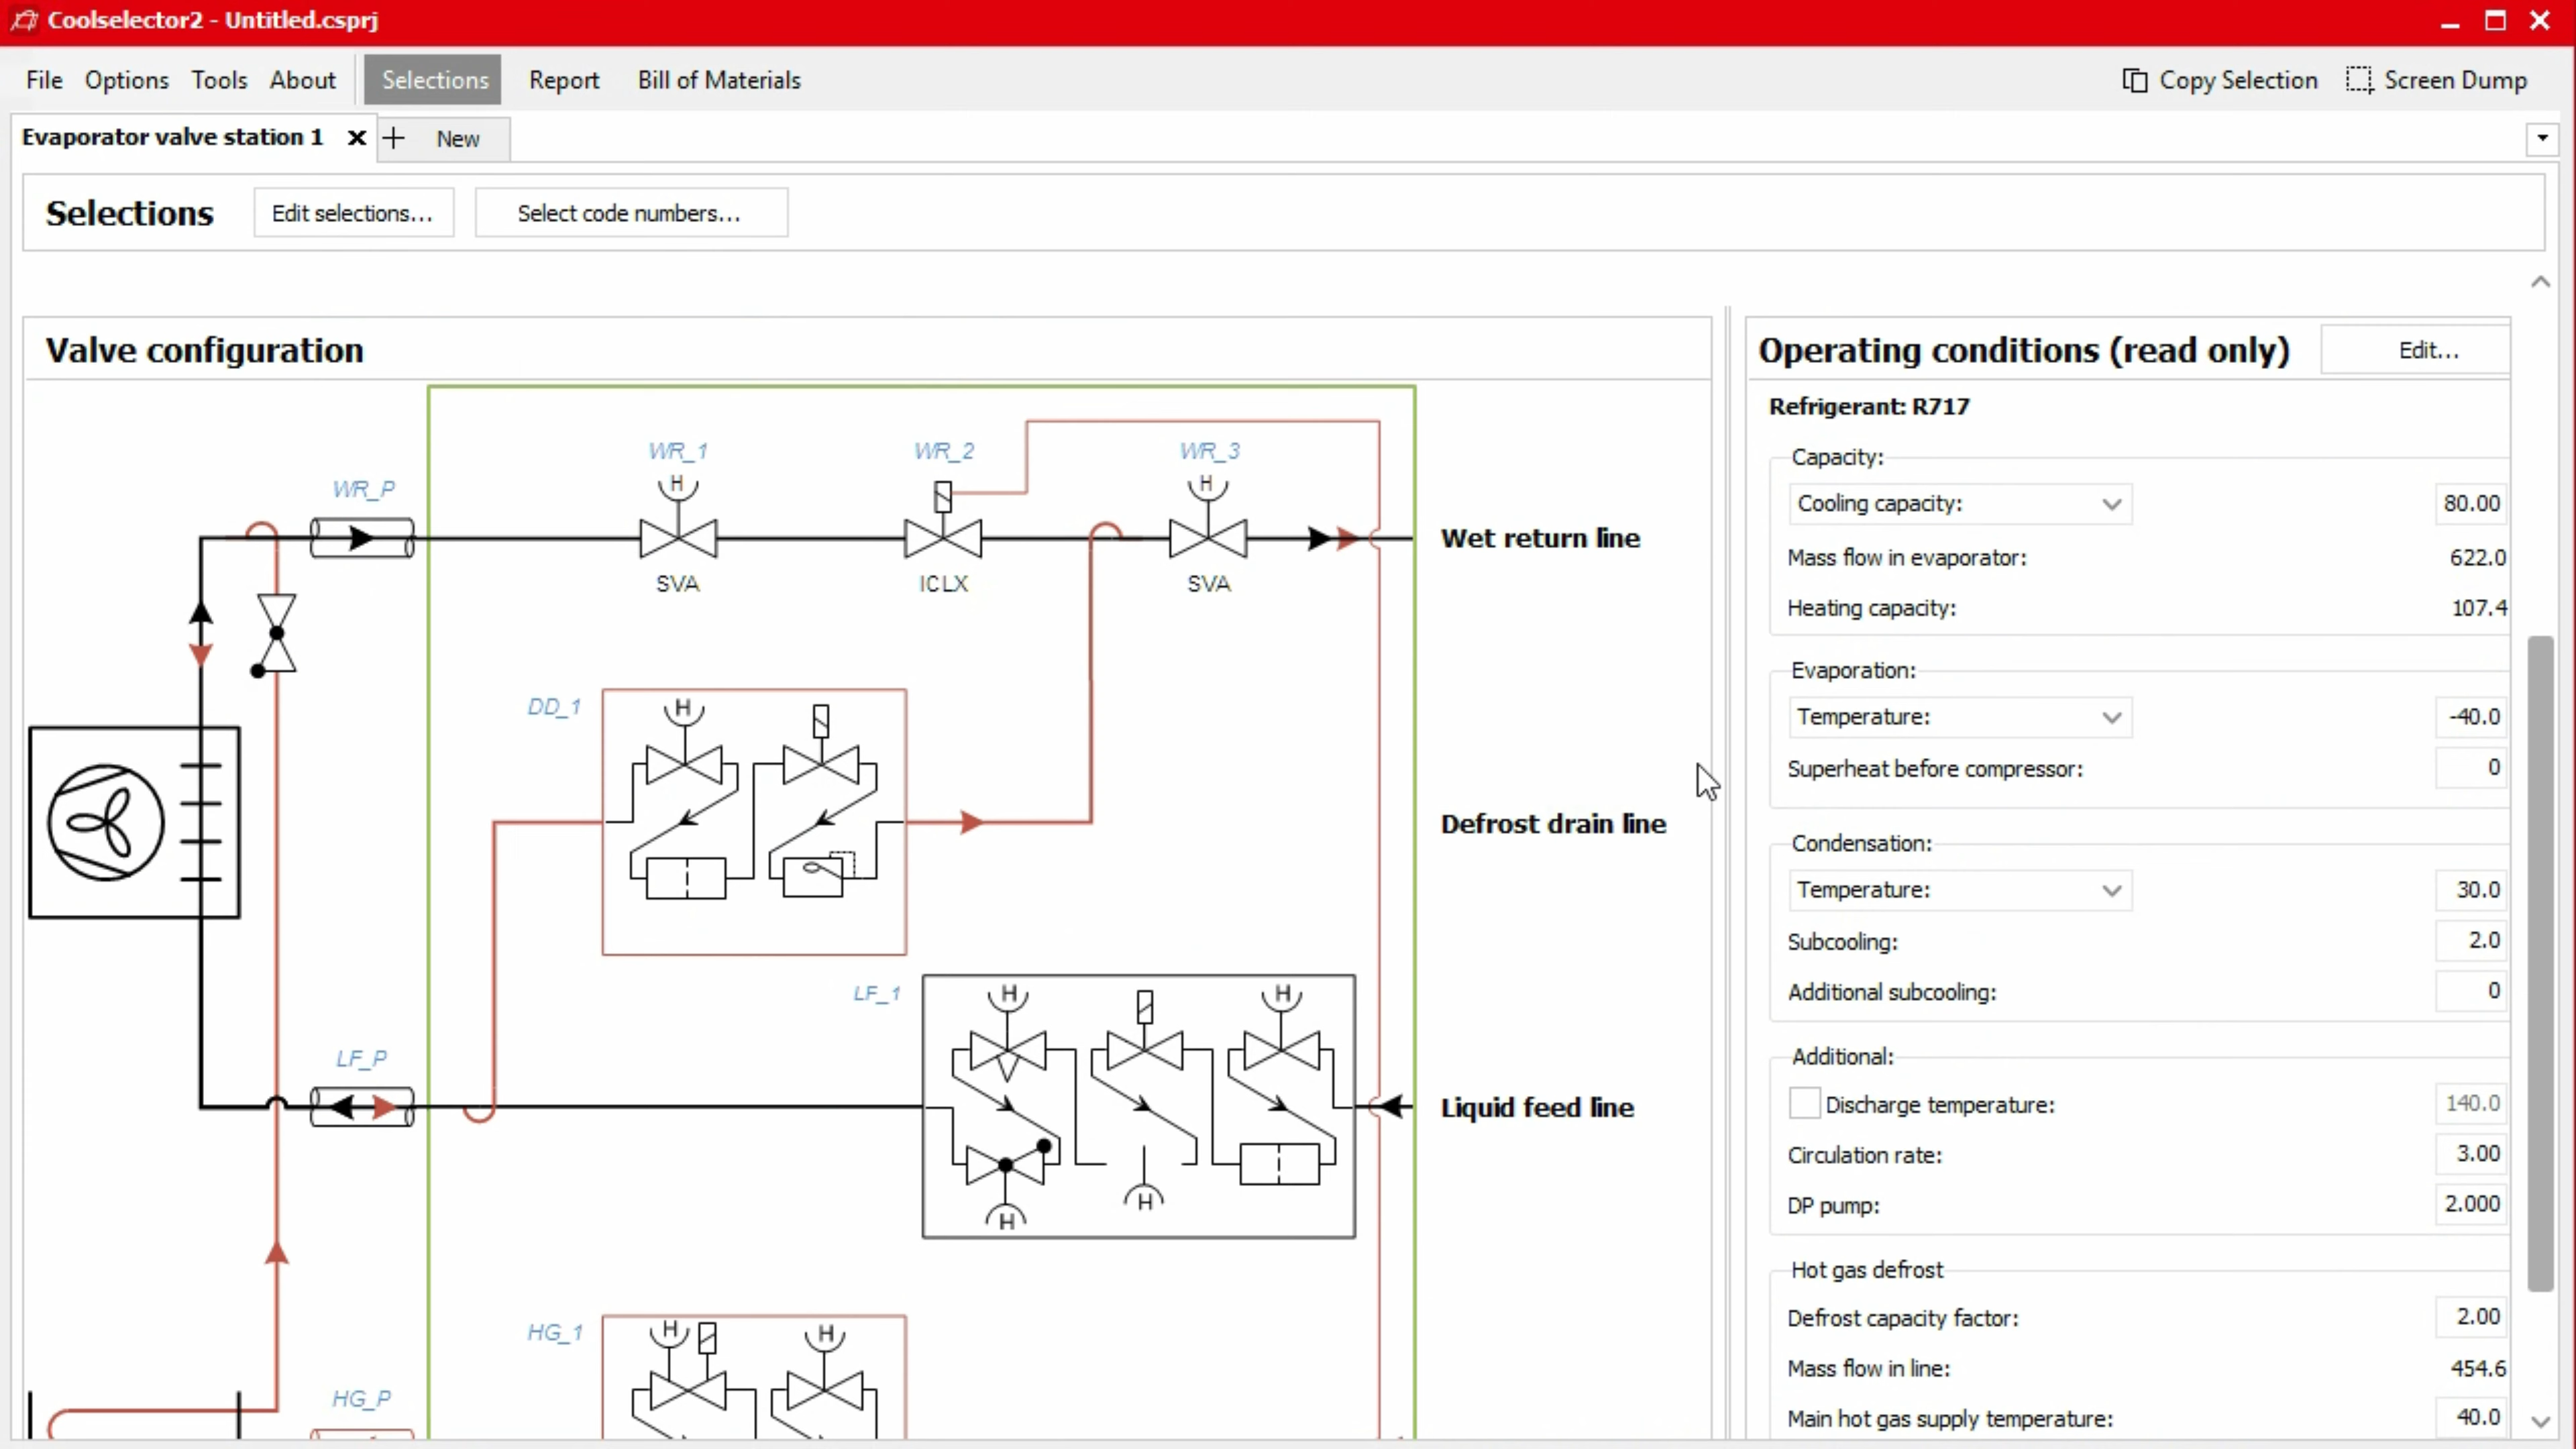 Coolselector2 - Untitled.csprj
File Options Tools About Selections Report Bill of Materials Copy Selection Screen Dump
Evaporator valve station 1 New
Selections Edit selections... Select code numbers...
Valve configuration
WR_P
WR_1
H
SVA
WR_2
ICLX
WR_3
H
SVA
Wet return line
DD_1
H
Defrost drain line
LF_P
LF_1
H
H
H
H
Liquid feed line
HG_1
H
H
HG_P
Operating conditions (read only) Edit...
Refrigerant: R717
Capacity:
Cooling capacity: 80.00
Mass flow in evaporator: 622.0
Heating capacity: 107.4
Evaporation:
Temperature: -40.0
Superheat before compressor: 0
Condensation:
Temperature: 30.0
Subcooling: 2.0
Additional subcooling: 0
Additional:
Discharge temperature: 140.0
Circulation rate: 3.00
DP pump: 2.000
Hot gas defrost
Defrost capacity factor: 2.00
Mass flow in line: 454.6
Main hot gas supply temperature: 40.0